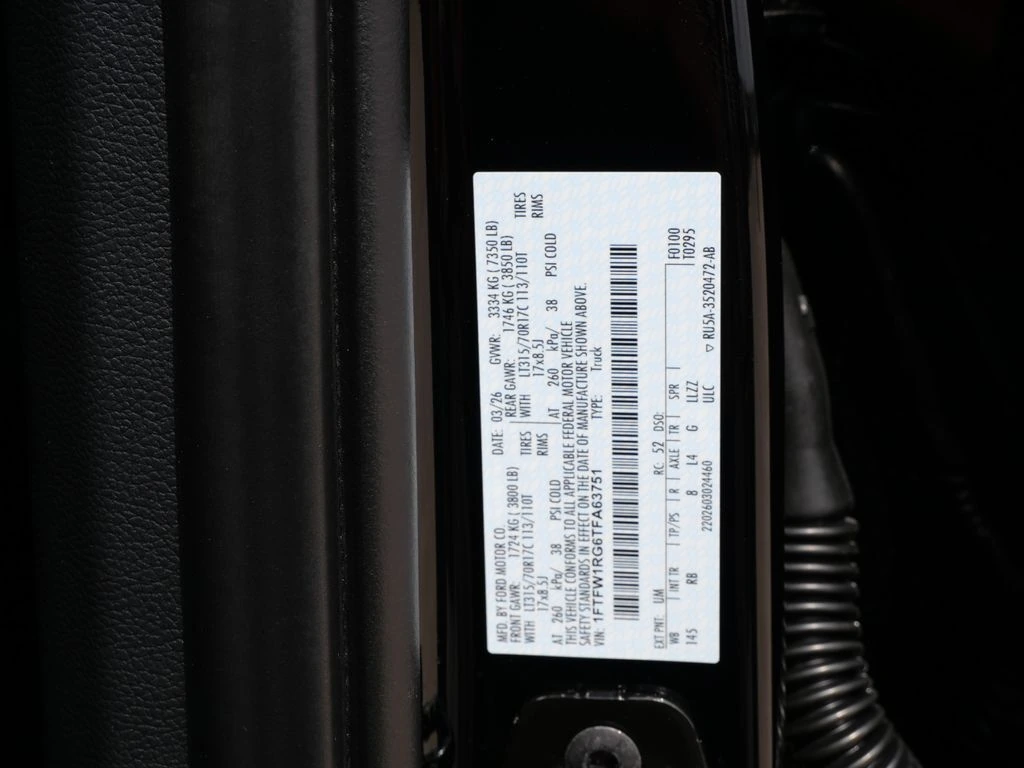 MFD. BY FORD MOTOR CO. DATE: 03/26 GVWR: 3334 KG ( 7350 LB)
FRONT GAWR: 1724 KG ( 3800 LB) REAR GAWR: 1746 KG ( 3850 LB)
WITH LT315/70R17C 113/110T TIRES WITH LT315/70R17C 113/110T TIRES
17x8.5J RIMS 17x8.5J RIMS
AT 260 kPa/ 38 PSI COLD AT 260 kPa/ 38 PSI COLD
THIS VEHICLE CONFORMS TO ALL APPLICABLE FEDERAL MOTOR VEHICLE
SAFETY STANDARDS IN EFFECT ON THE DATE OF MANUFACTURE SHOWN ABOVE.
VIN: 1FTFW1RG6TFA63751 TYPE: Truck
EXT PNT: UM RC: 52 DSO: F0100
WB INT TR TP/PS R AXLE TR SPR T0295
145 RB 8 L4 G LLZZ
2202603024460 ULC ▽ RU5A-3520472-AB